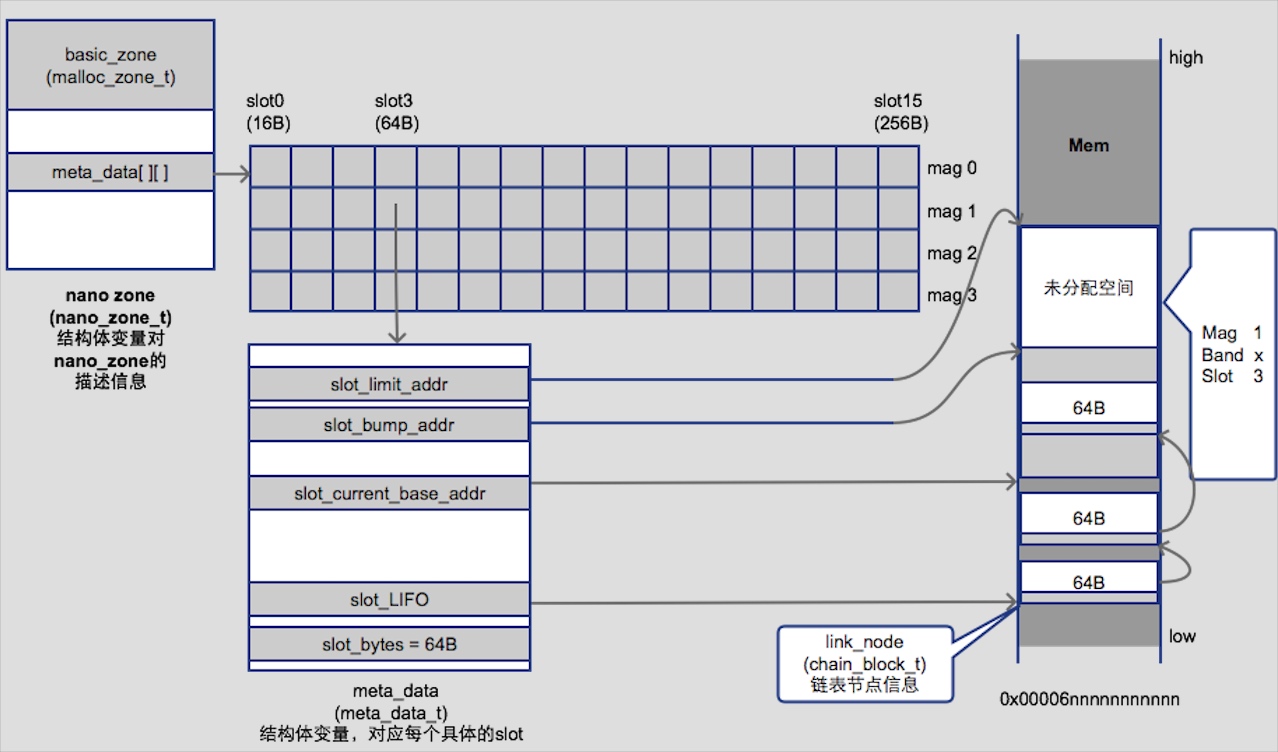 basic_zone
(malloc_zone_t)
meta_data[ ][ ]
nano zone
(nano_zone_t)
结构体变量对
nano_zone的
描述信息
slot0
(16B)
slot3
(64B)
slot15
(256B)
mag 0
mag 1
mag 2
mag 3
slot_limit_addr
slot_bump_addr
slot_current_base_addr
slot_LIFO
slot_bytes = 64B
meta_data
(meta_data_t)
结构体变量，对应每个具体的slot
high
Mem
未分配空间
64B
64B
64B
low
0x00006nnnnnnnnnnn
Mag 1
Band x
Slot 3
link_node
(chain_block_t)
链表节点信息